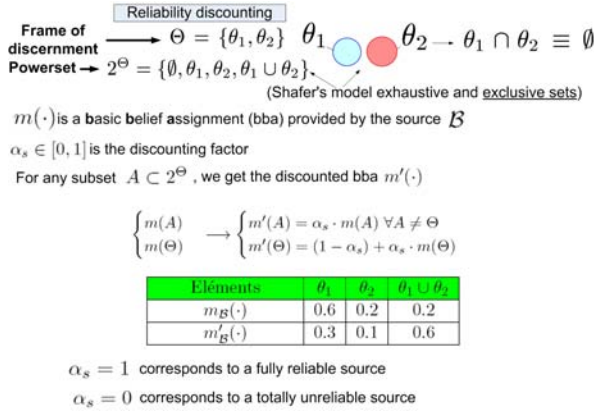 Reliability discounting
Frame of discernment → Θ = {θ₁, θ₂} θ₁ θ₂ → θ₁ ∩ θ₂ ≡ ∅
Powerset → 2^Θ = {∅, θ₁, θ₂, θ₁ ∪ θ₂}.
(Shafer's model exhaustive and exclusive sets)
m(·) is a basic belief assignment (bba) provided by the source ℬ
αₛ ∈ [0, 1] is the discounting factor
For any subset A ⊂ 2^Θ , we get the discounted bba m′(·)
{m(A) → {m′(A) = αₛ · m(A) ∀A ≠ Θ
{m(Θ) {m′(Θ) = (1 − αₛ) + αₛ · m(Θ)
Eléments θ₁ θ₂ θ₁ ∪ θ₂
m_ℬ(·) 0.6 0.2 0.2
m′_ℬ(·) 0.3 0.1 0.6
αₛ = 1 corresponds to a fully reliable source
αₛ = 0 corresponds to a totally unreliable source